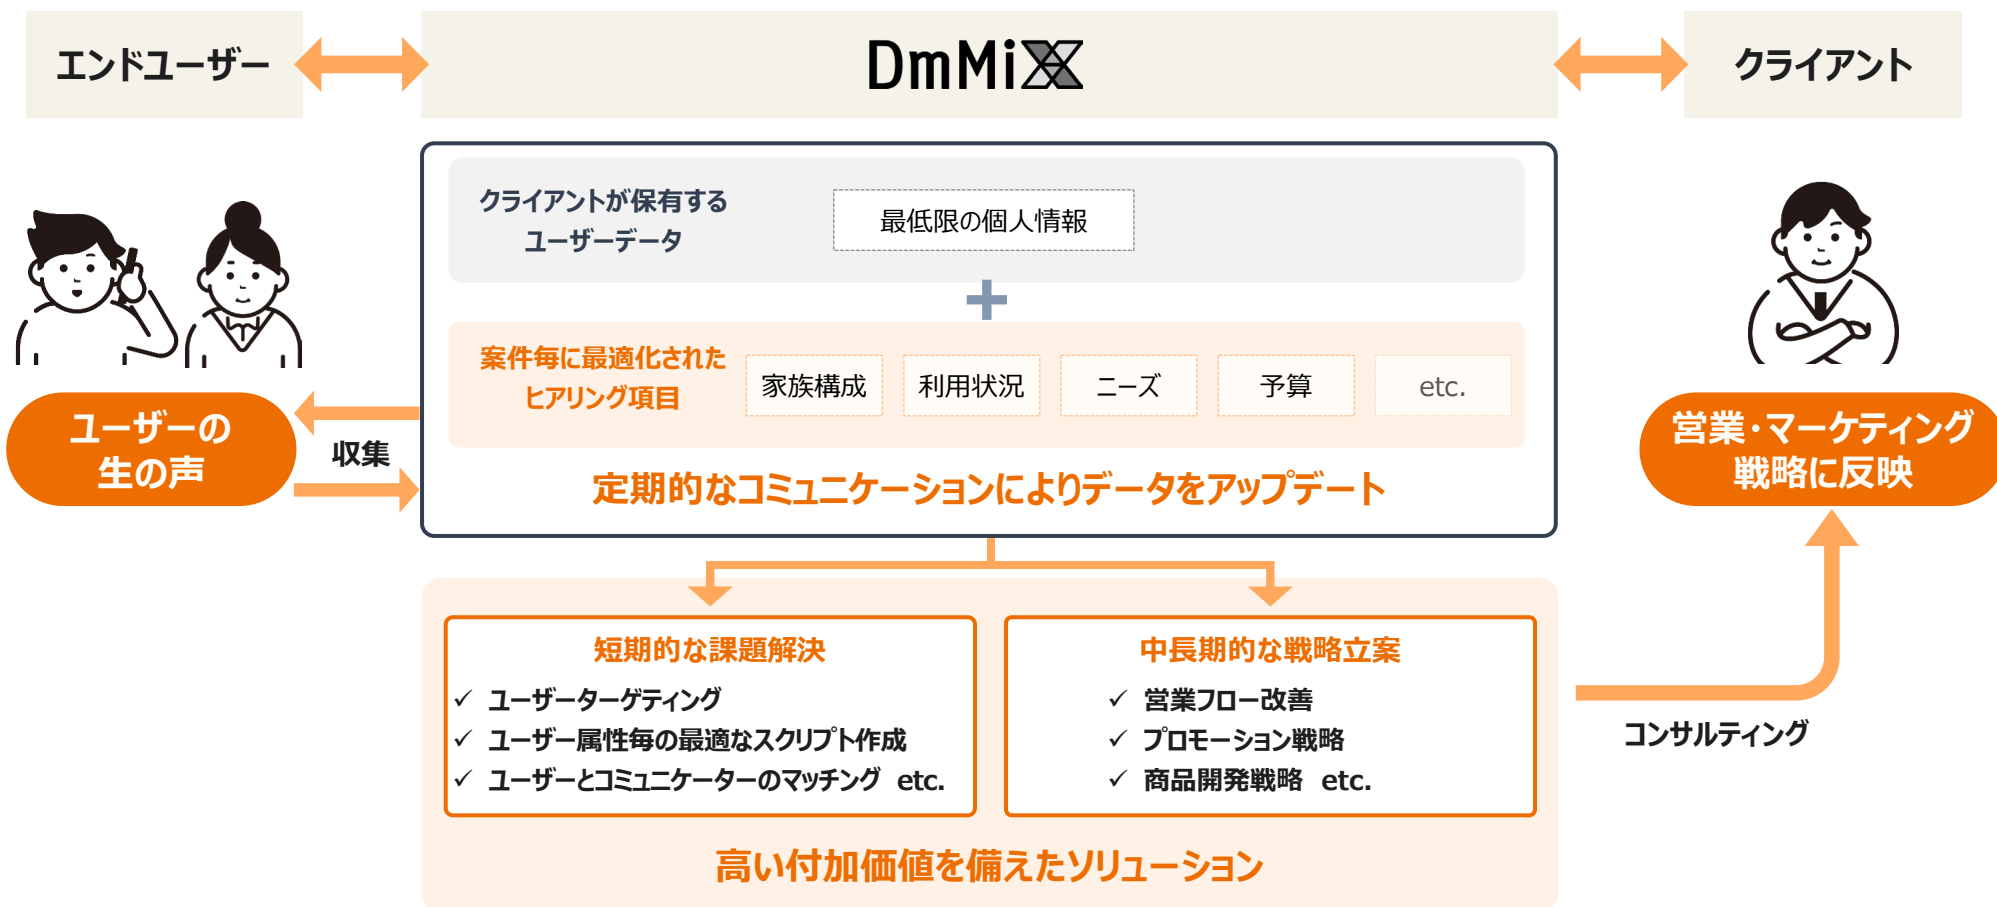 エンドユーザー
DmMiX
クライアント
クライアントが保有する
ユーザーデータ
最低限の個人情報
案件毎に最適化された
ヒアリング項目
家族構成
利用状況
ニーズ
予算
etc.
定期的なコミュニケーションによりデータをアップデート
ユーザーの
生の声
収集
営業・マーケティング
戦略に反映
短期的な課題解決
✓ ユーザーターゲティング
✓ ユーザー属性毎の最適なスクリプト作成
✓ ユーザーとコミュニケーターのマッチング etc.
中長期的な戦略立案
✓ 営業フロー改善
✓ プロモーション戦略
✓ 商品開発戦略 etc.
コンサルティング
高い付加価値を備えたソリューション